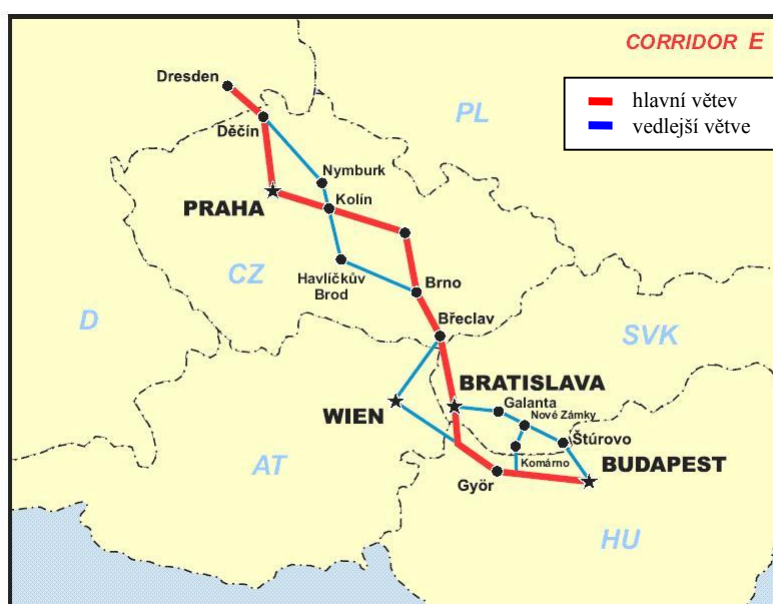 CORRIDOR E
hlavní větev
vedlejší větve
Dresden
PL
Děčín
Nymburk
PRAHA
Kolín
CZ
Havlíčkův
Brod
Brno
D
Břeclav
SVK
BRATISLAVA
WIEN
Galanta
Nové Zámky
Štúrovo
AT
Komárno
BUDAPEST
Györ
HU